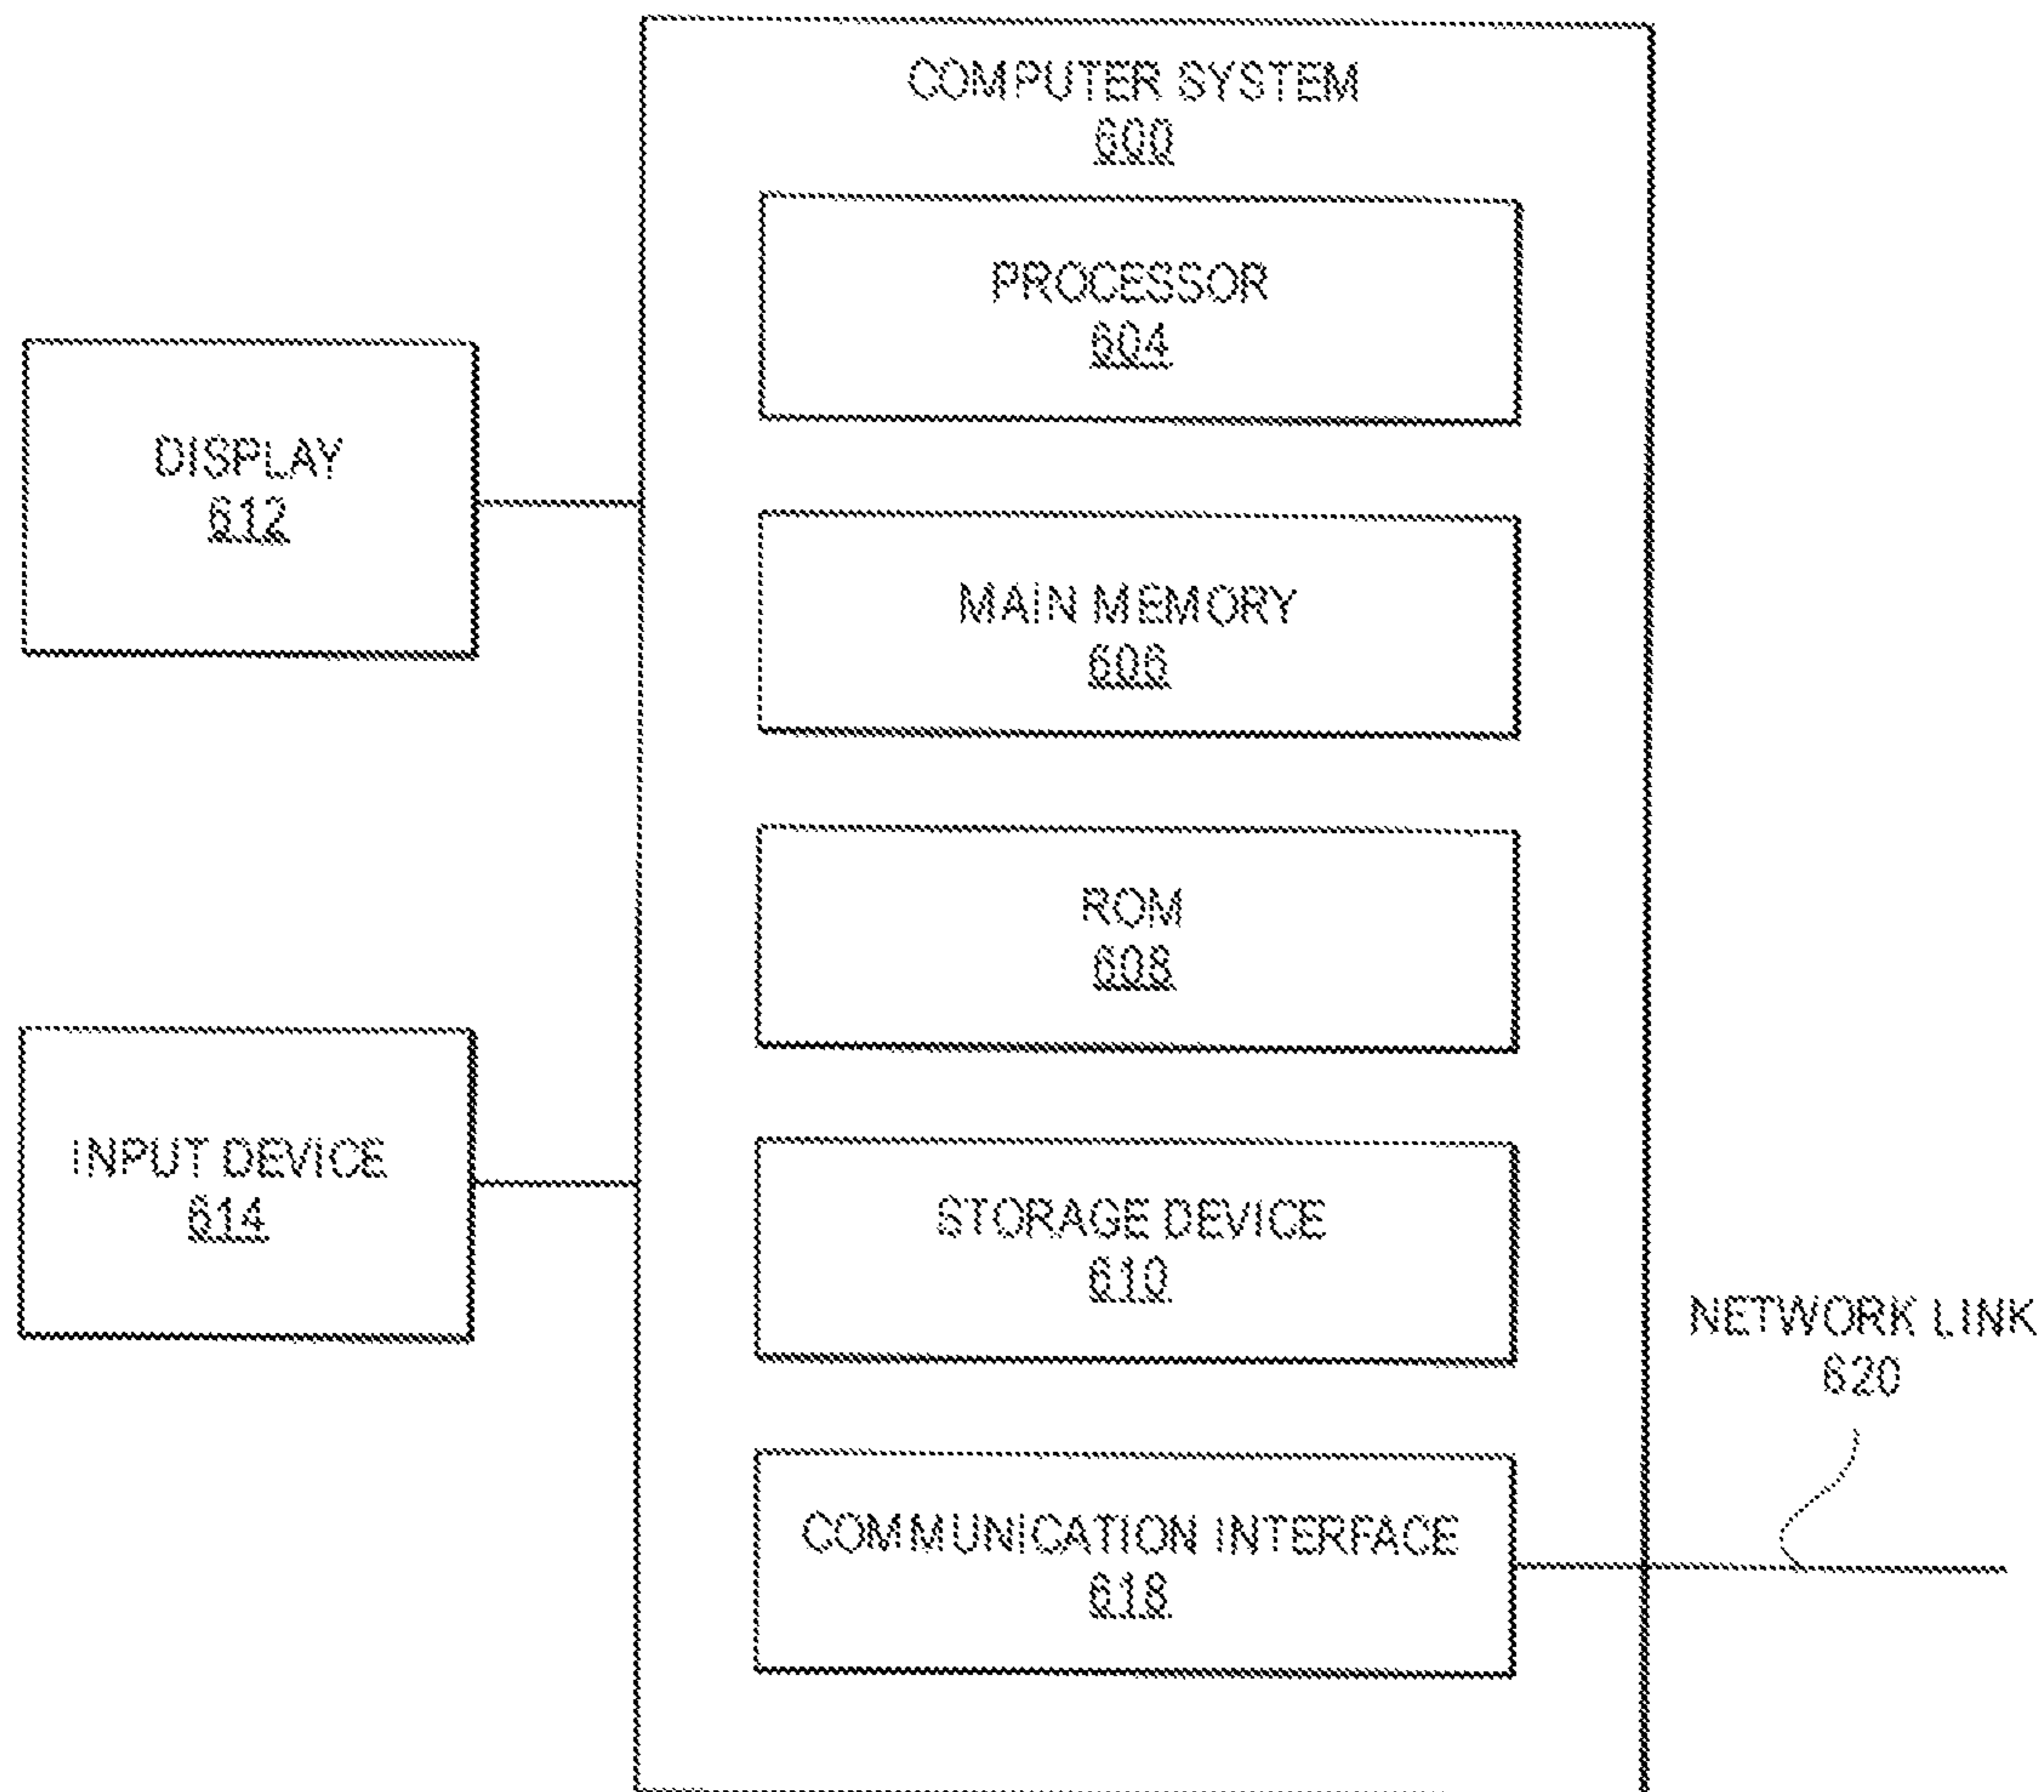 COMPUTER SYSTEM
600
PROCESSOR
604
DISPLAY
612
MAIN MEMORY
606
ROM
608
INPUT DEVICE
614
STORAGE DEVICE
610
NETWORK LINK
620
COMMUNICATION INTERFACE
618